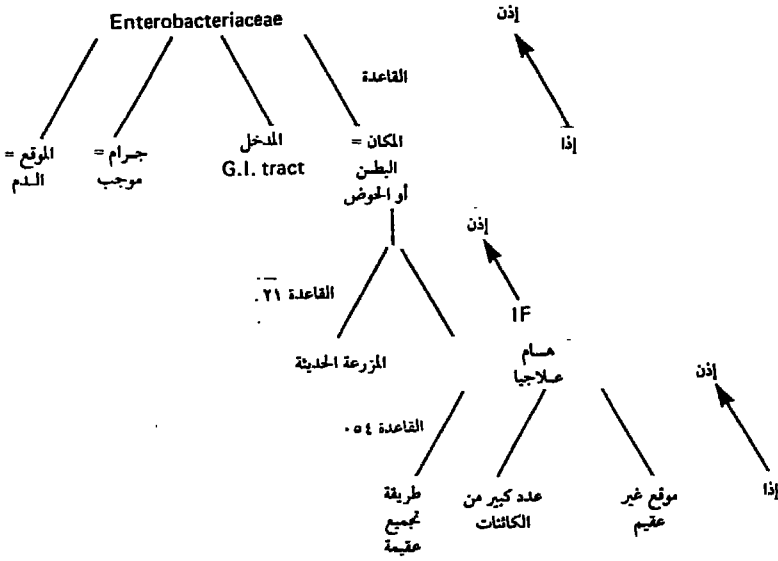 Enterobacteriaceae
إذن
القاعدة
إذا
الموقع =
الدم
جرام =
موجب
المدخل
G.I. tract
المكان =
البطن
أو الحوض
إذن
القاعدة ٢١.
IF
المزرعة الحديثة
هام
علاجيا
إذن
القاعدة ٠٥٤
إذا
طريقة
تجميع
عقيمة
عدد كبير من
الكائنات
موقع غير
عقيم